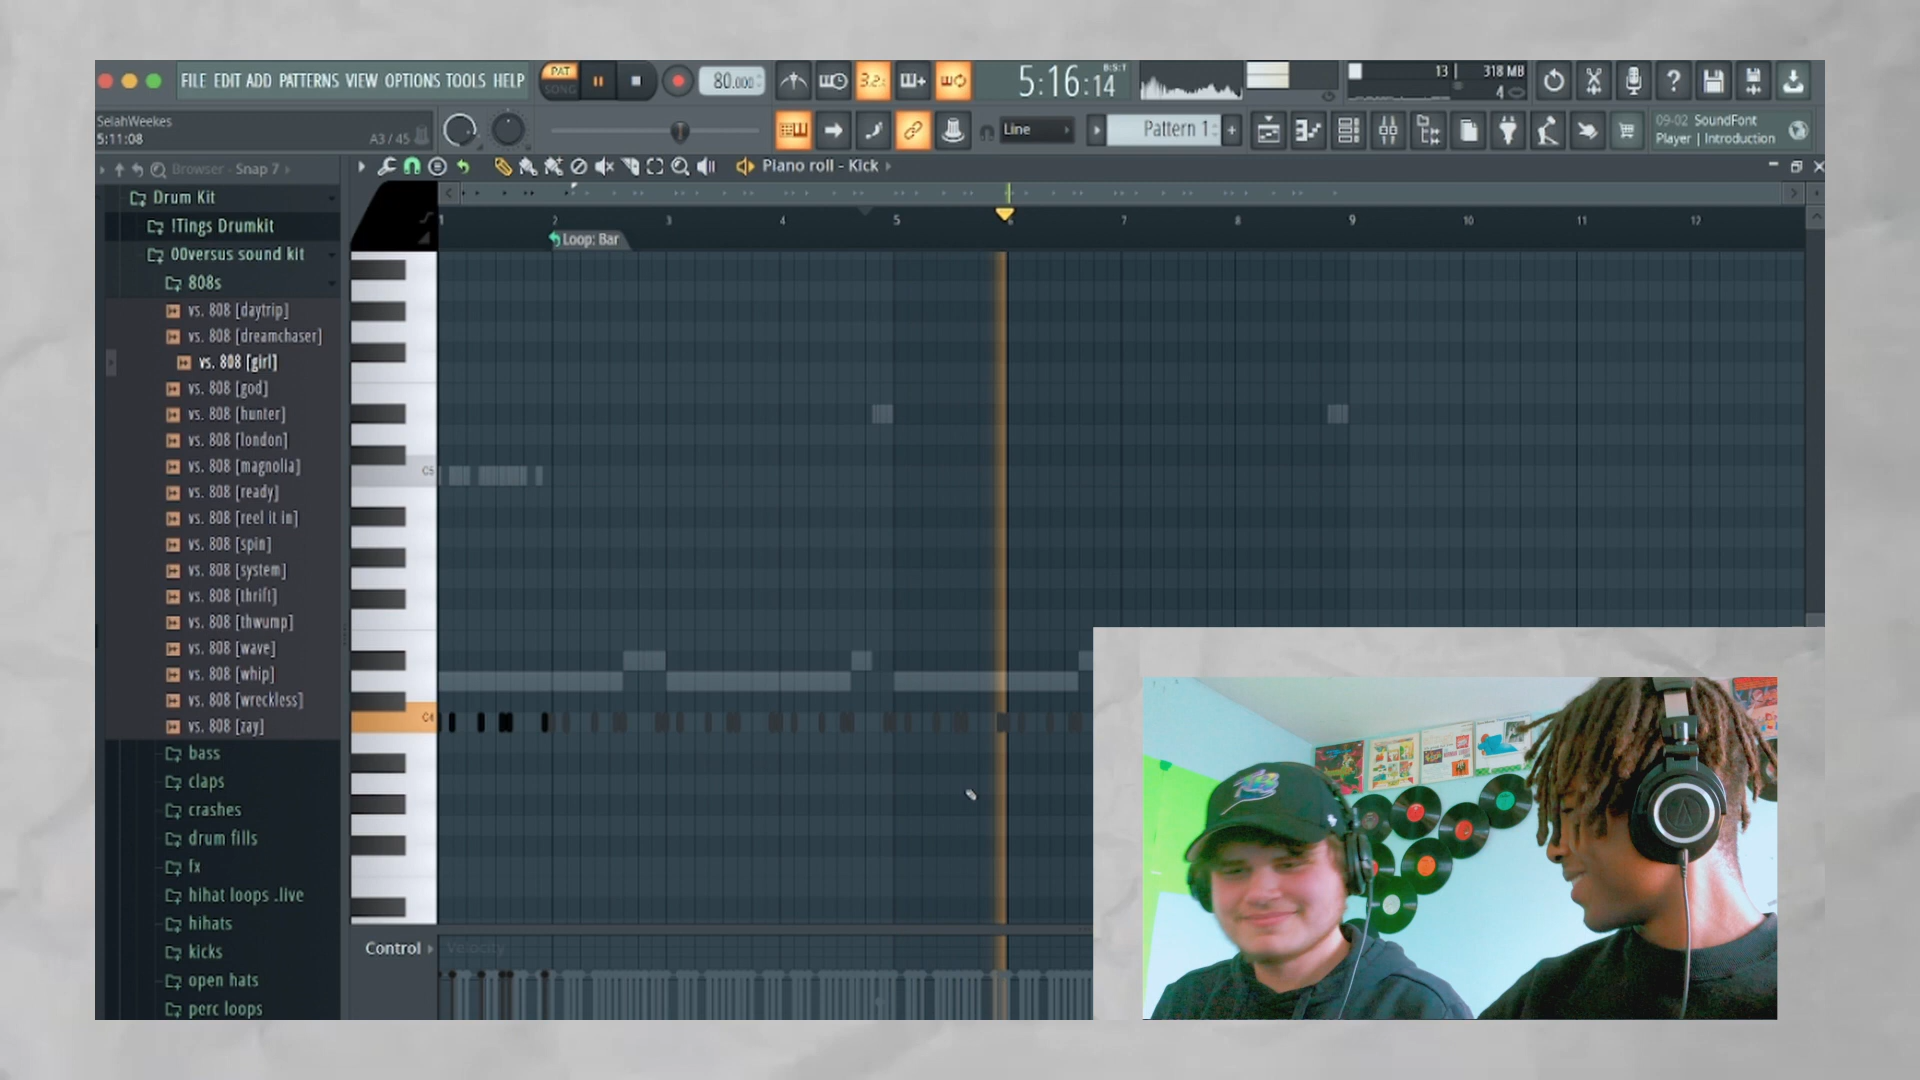 FILE EDIT ADD PATTERNS VIEW OPTIONS TOOLS HELP
PAT
SONG
80.000
3.2:
5:16:14
B:S:T
13
318 MB
4
SelahWeekes
5:11:08
A3 / 45
Line
Pattern 1
09-02 SoundFont
Player | Introduction
Browser - Snap 7
Piano roll - Kick
Drum Kit
!Tings Drumkit
00versus sound kit
808s
vs. 808 [daytrip]
vs. 808 [dreamchaser]
vs. 808 [girl]
vs. 808 [god]
vs. 808 [hunter]
vs. 808 [london]
vs. 808 [magnolia]
vs. 808 [ready]
vs. 808 [reel it in]
vs. 808 [spin]
vs. 808 [system]
vs. 808 [thrift]
vs. 808 [thwump]
vs. 808 [wave]
vs. 808 [whip]
vs. 808 [wreckless]
vs. 808 [zay]
bass
claps
crashes
drum fills
fx
hihat loops .live
hihats
kicks
open hats
perc loops
1 2 3 4 5 6 7 8 9 10 11 12
Loop: Bar
C5
C4
Control
Velocity